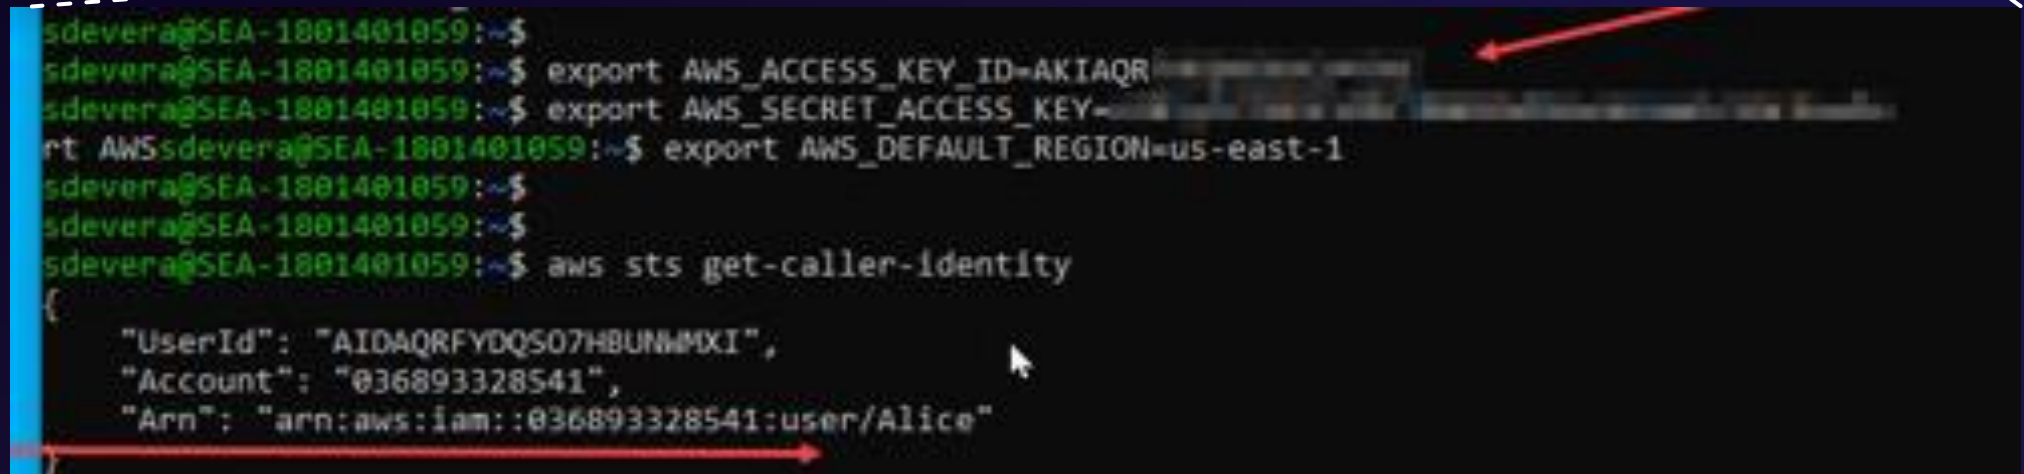 sdevera@SEA-1801401059:~$
sdevera@SEA-1801401059:~$ export AWS_ACCESS_KEY_ID=AKIAQR
sdevera@SEA-1801401059:~$ export AWS_SECRET_ACCESS_KEY=
rt AWSsdevera@SEA-1801401059:~$ export AWS_DEFAULT_REGION=us-east-1
sdevera@SEA-1801401059:~$
sdevera@SEA-1801401059:~$
sdevera@SEA-1801401059:~$ aws sts get-caller-identity
{
    "UserId": "AIDAQRFYDQSO7HBUNWMXI",
    "Account": "036893328541",
    "Arn": "arn:aws:iam::036893328541:user/Alice"
}